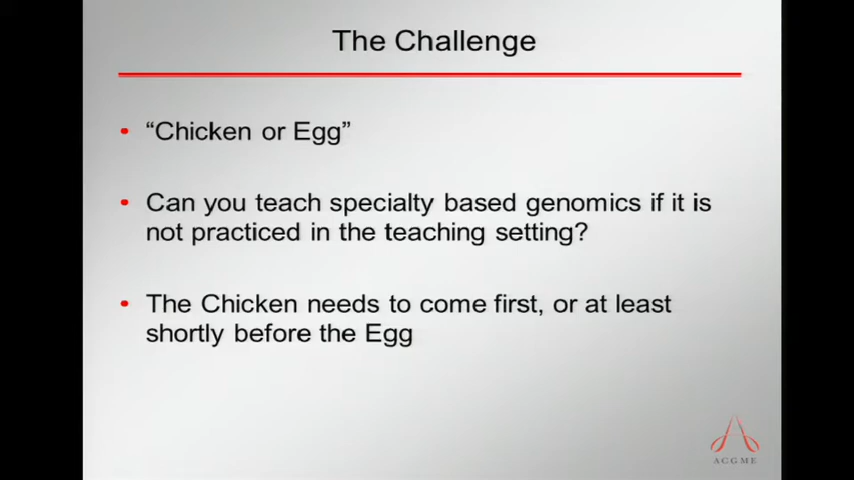 The Challenge
“Chicken or Egg”
Can you teach specialty based genomics if it is
not practiced in the teaching setting?
The Chicken needs to come first, or at least
shortly before the Egg
ACGME